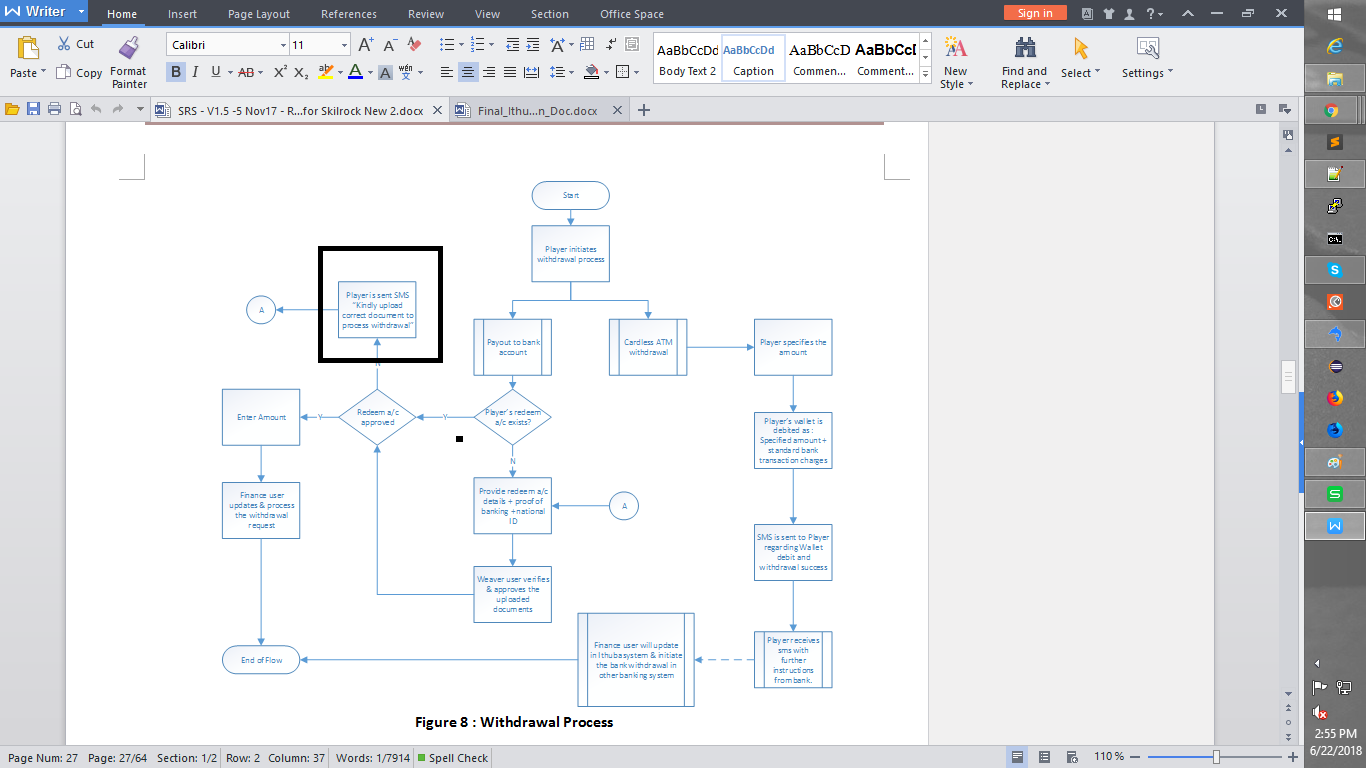 Writer
Home
Insert
Page Layout
References
Review
View
Section
Office Space
Sign in
Paste
Cut
Copy
Format
Painter
Calibri
11
AaBbCcDd
Body Text 2
AaBbCcDd
Caption
AaBbCcD
Commen...
AaBbCcI
Comment...
New
Style
Find and
Replace
Select
Settings
SRS - V1.5 -5 Nov17 - R...for Skilrock New 2.docx
Final_Ithu...n_Doc.docx
Start
Player initiates
withdrawal process
Player is sent SMS
"Kindly upload
correct document to
process withdrawal"
A
Payout to bank
account
Cardless ATM
withdrawal
Player specifies the
amount
Enter Amount
Y
Redeem a/c
approved
Y
Player's redeem
a/c exists?
N
Player's wallet is
debited as :
Specified amount +
standard bank
transaction charges
Finance user
updates & process
the withdrawal
request
Provide redeem a/c
details + proof of
banking +national
ID
A
SMS is sent to Player
regarding Wallet
debit and
withdrawal success
Weaver user verifies
& approves the
uploaded
documents
End of Flow
Finance user will update
in Ithuba system & initiate
the bank withdrawal in
other banking system
Player receives
sms with
further
instructions
from bank.
Figure 8 : Withdrawal Process
Page Num: 27
Page: 27/64
Section: 1/2
Row: 2
Column: 37
Words: 1/7914
Spell Check
110 %
2:55 PM
6/22/2018